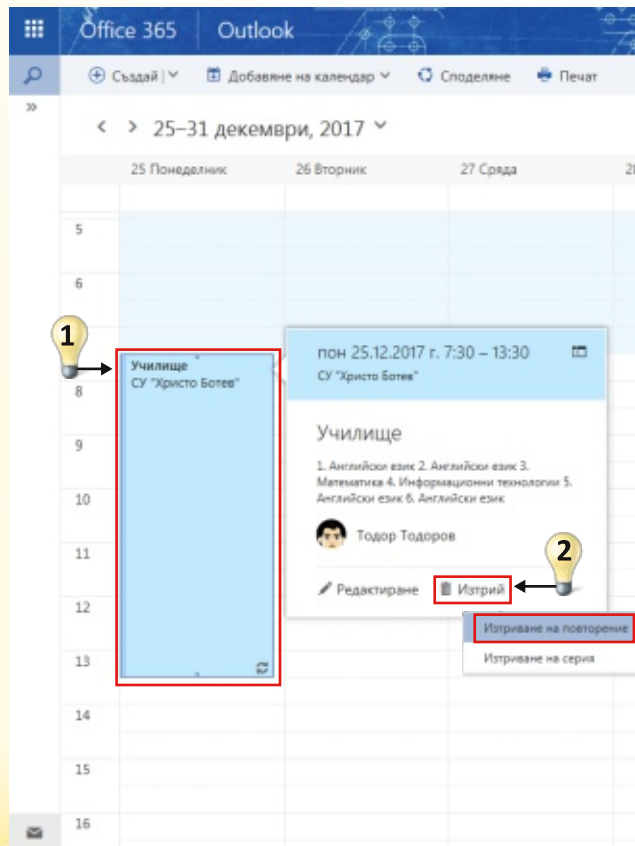 Office 365 Outlook
Създай Добавяне на календар Споделяне Печат
25–31 декември, 2017
25 Понеделник 26 Вторник 27 Сряда
5
6
1
пон 25.12.2017 г. 7:30 – 13:30
СУ "Христо Ботев"
Училище
СУ "Христо Ботев"
8
Училище
9
1. Английски език 2. Английски език 3.
Математика 4. Информационни технологии 5.
Английски език 6. Английски език
10
Тодор Тодоров
11
2
Редактиране Изтрий
12
Изтриване на повторение
Изтриване на серия
13
14
15
16